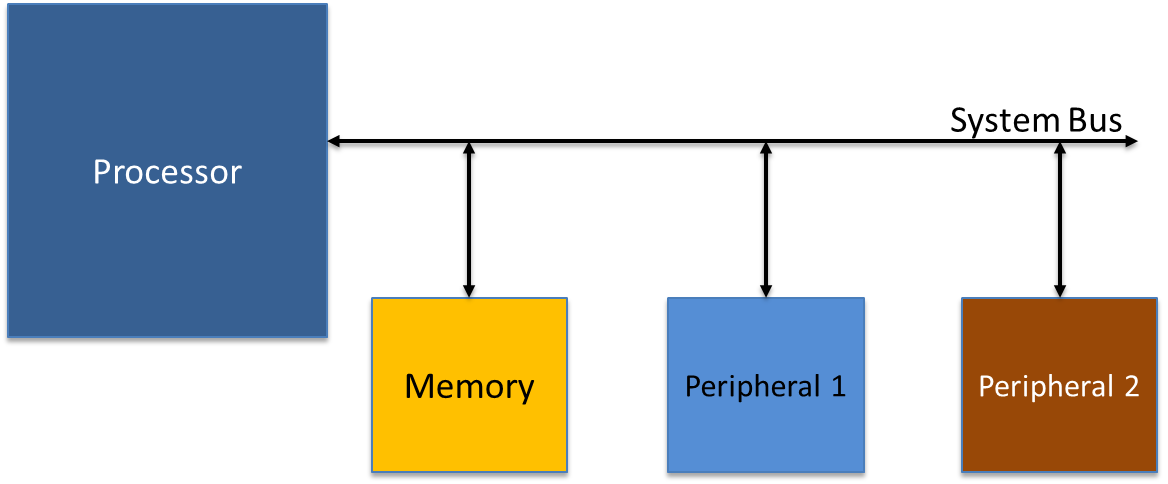 System Bus
Processor
Memory
Peripheral 1
Peripheral 2